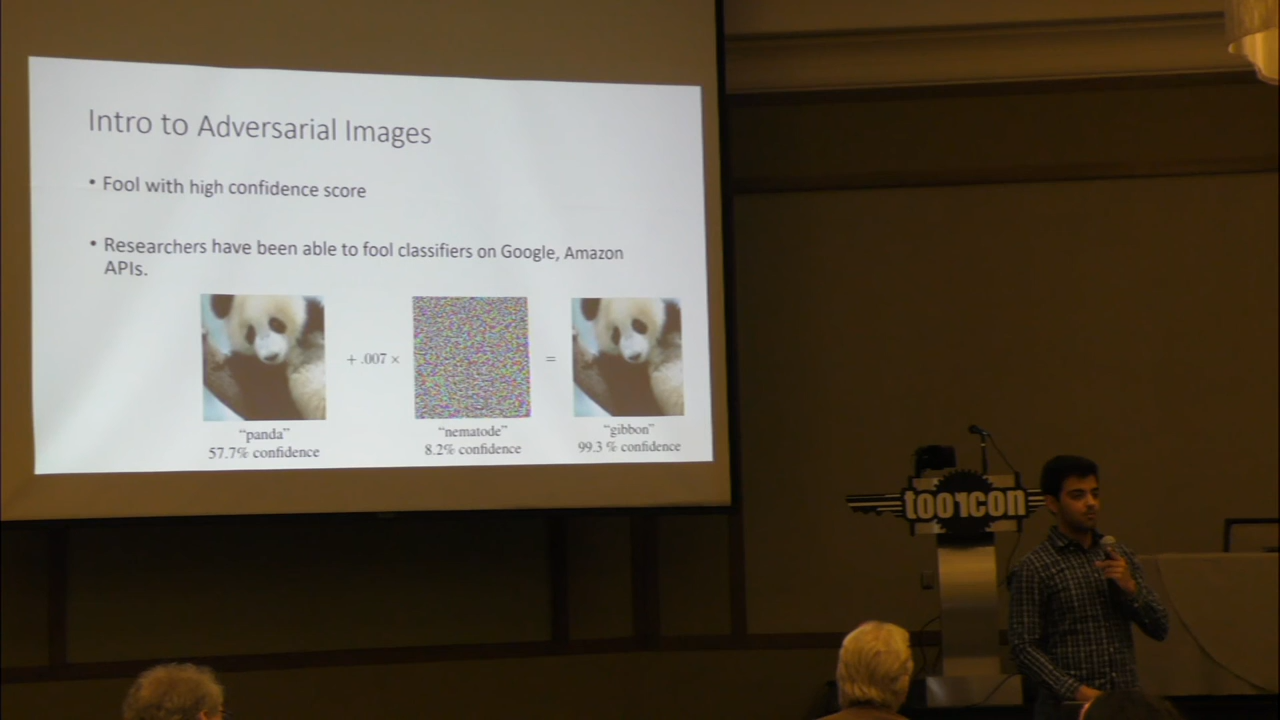 Intro to Adversarial Images
• Fool with high confidence score
• Researchers have been able to fool classifiers on Google, Amazon
APIs.
+ .007 ×
=
"panda"
57.7% confidence
"nematode"
8.2% confidence
"gibbon"
99.3 % confidence
toorcon